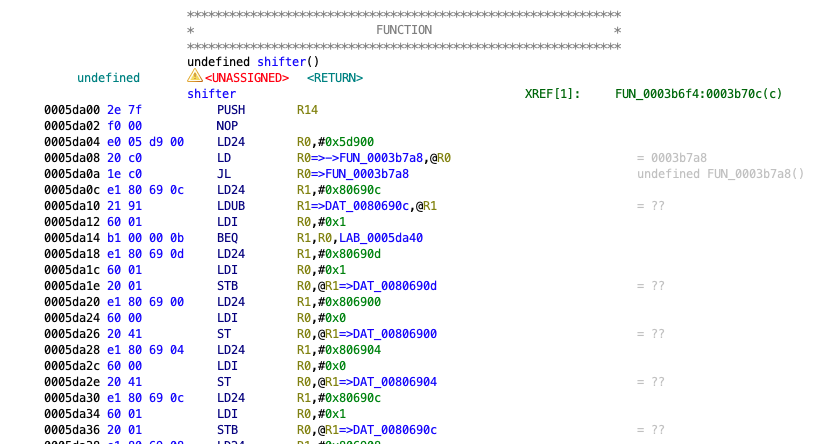 ************************************************************
* FUNCTION *
************************************************************
undefined shifter()
undefined <UNASSIGNED> <RETURN>
shifter XREF[1]: FUN_0003b6f4:0003b70c(c)
0005da00 2e 7f PUSH R14
0005da02 f0 00 NOP
0005da04 e0 05 d9 00 LD24 R0,#0x5d900
0005da08 20 c0 LD R0=>->FUN_0003b7a8,@R0 = 0003b7a8
0005da0a 1e c0 JL R0=>FUN_0003b7a8 undefined FUN_0003b7a8()
0005da0c e1 80 69 0c LD24 R1,#0x80690c
0005da10 21 91 LDUB R1=>DAT_0080690c,@R1 = ??
0005da12 60 01 LDI R0,#0x1
0005da14 b1 00 00 0b BEQ R1,R0,LAB_0005da40
0005da18 e1 80 69 0d LD24 R1,#0x80690d
0005da1c 60 01 LDI R0,#0x1
0005da1e 20 01 STB R0,@R1=>DAT_0080690d = ??
0005da20 e1 80 69 00 LD24 R1,#0x806900
0005da24 60 00 LDI R0,#0x0
0005da26 20 41 ST R0,@R1=>DAT_00806900 = ??
0005da28 e1 80 69 04 LD24 R1,#0x806904
0005da2c 60 00 LDI R0,#0x0
0005da2e 20 41 ST R0,@R1=>DAT_00806904 = ??
0005da30 e1 80 69 0c LD24 R1,#0x80690c
0005da34 60 01 LDI R0,#0x1
0005da36 20 01 STB R0,@R1=>DAT_0080690c = ??
0005da38 e1 80 69 08 LD24 R1,#0x806908